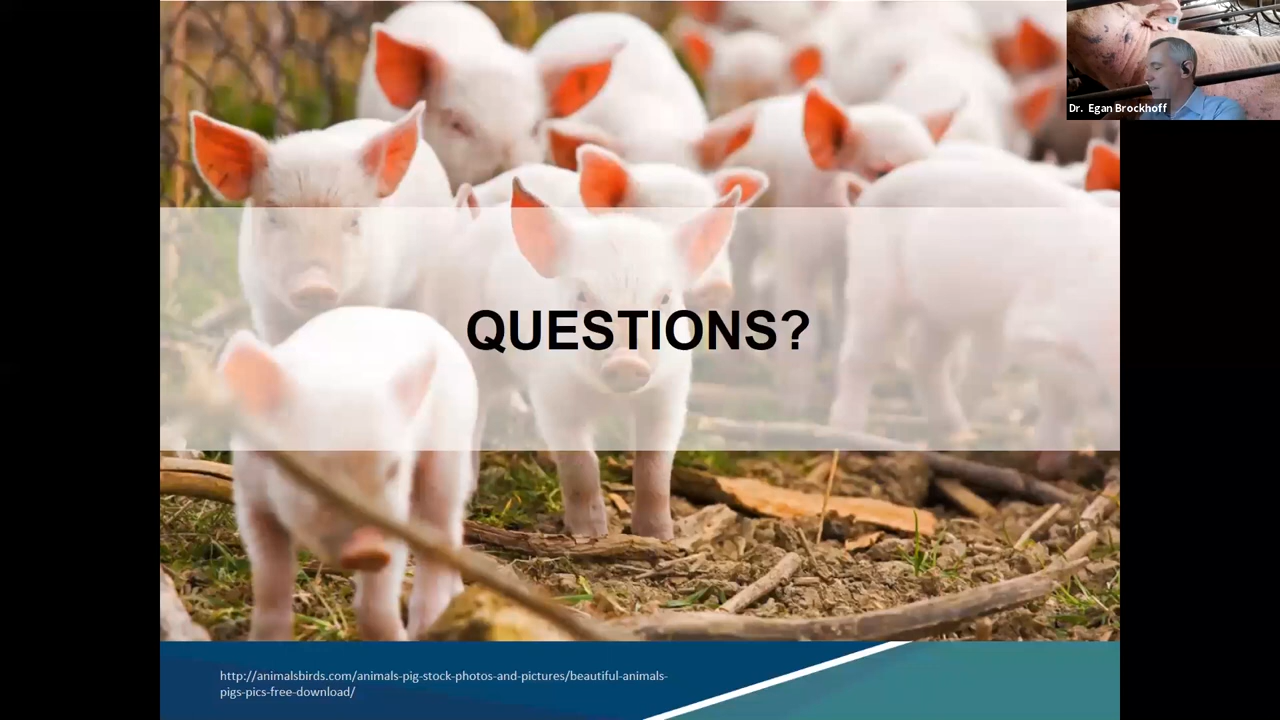 Dr. Egan Brockhoff
QUESTIONS?
http://animalsbirds.com/animals-pig-stock-photos-and-pictures/beautiful-animals-
pigs-pics-free-download/